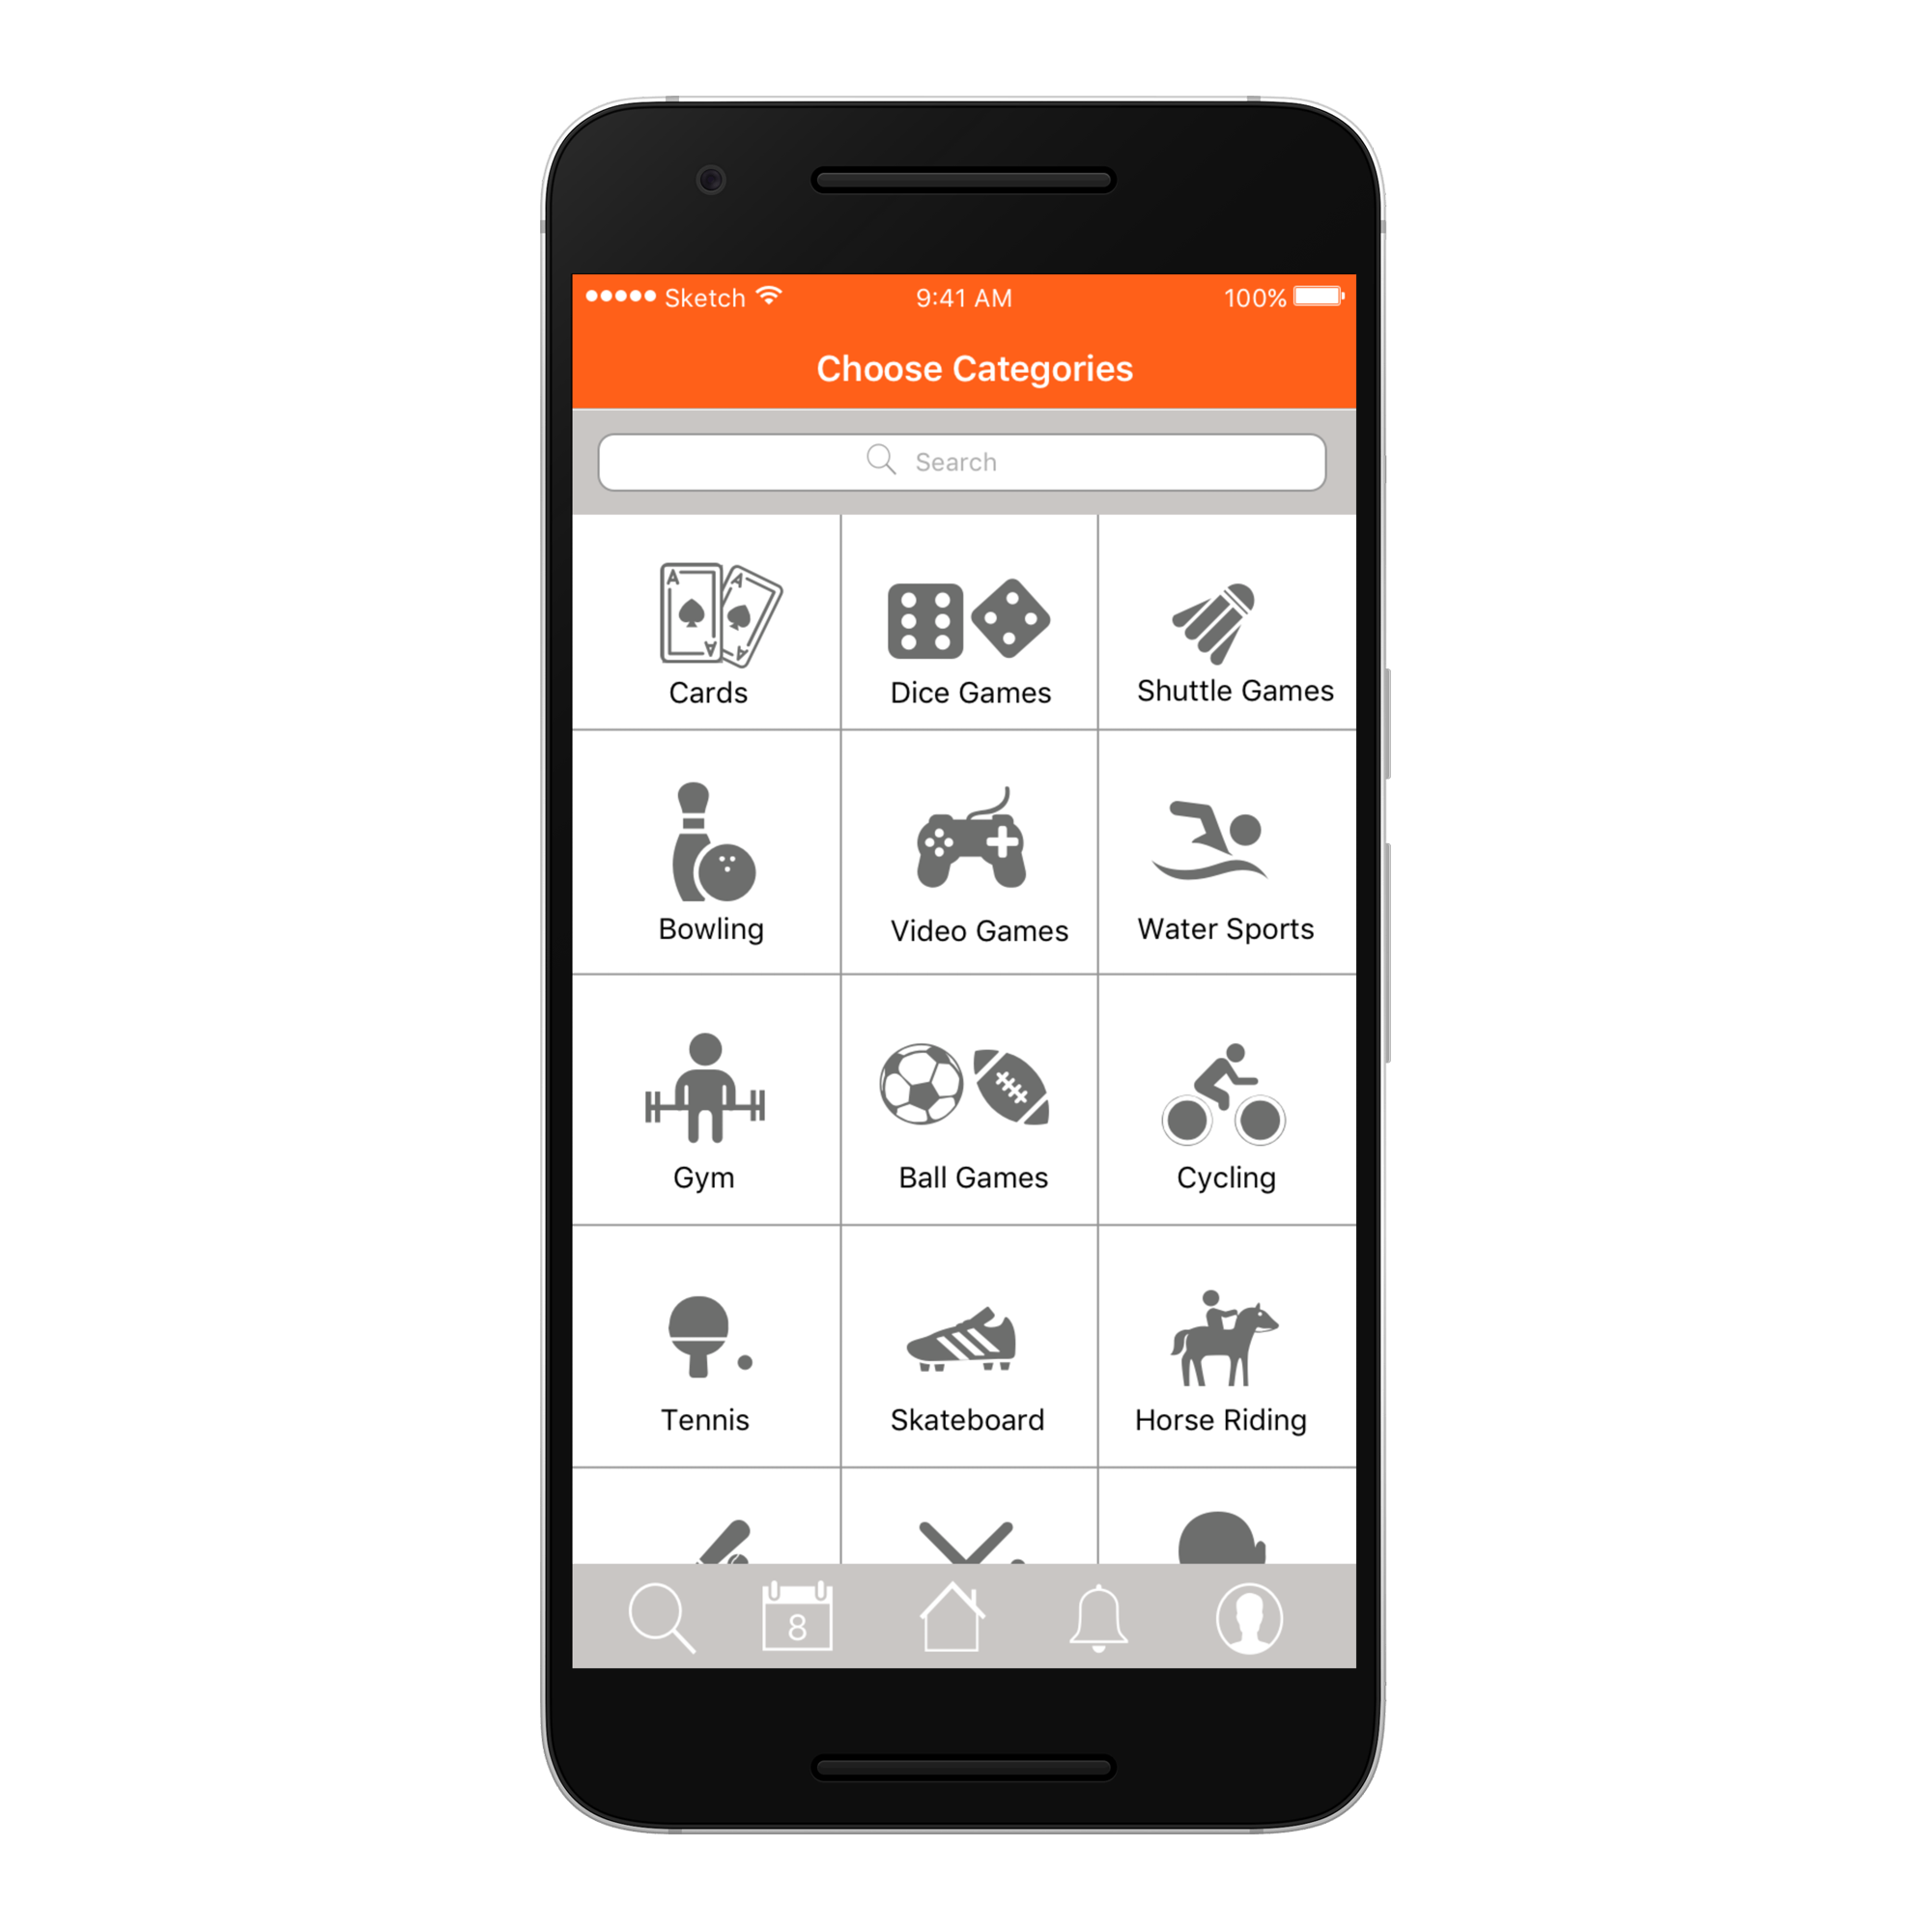 Sketch 9:41 AM 100%
Choose Categories
Search
A A A A
Cards Dice Games Shuttle Games
Bowling Video Games Water Sports
Gym Ball Games Cycling
Tennis Skateboard Horse Riding
8